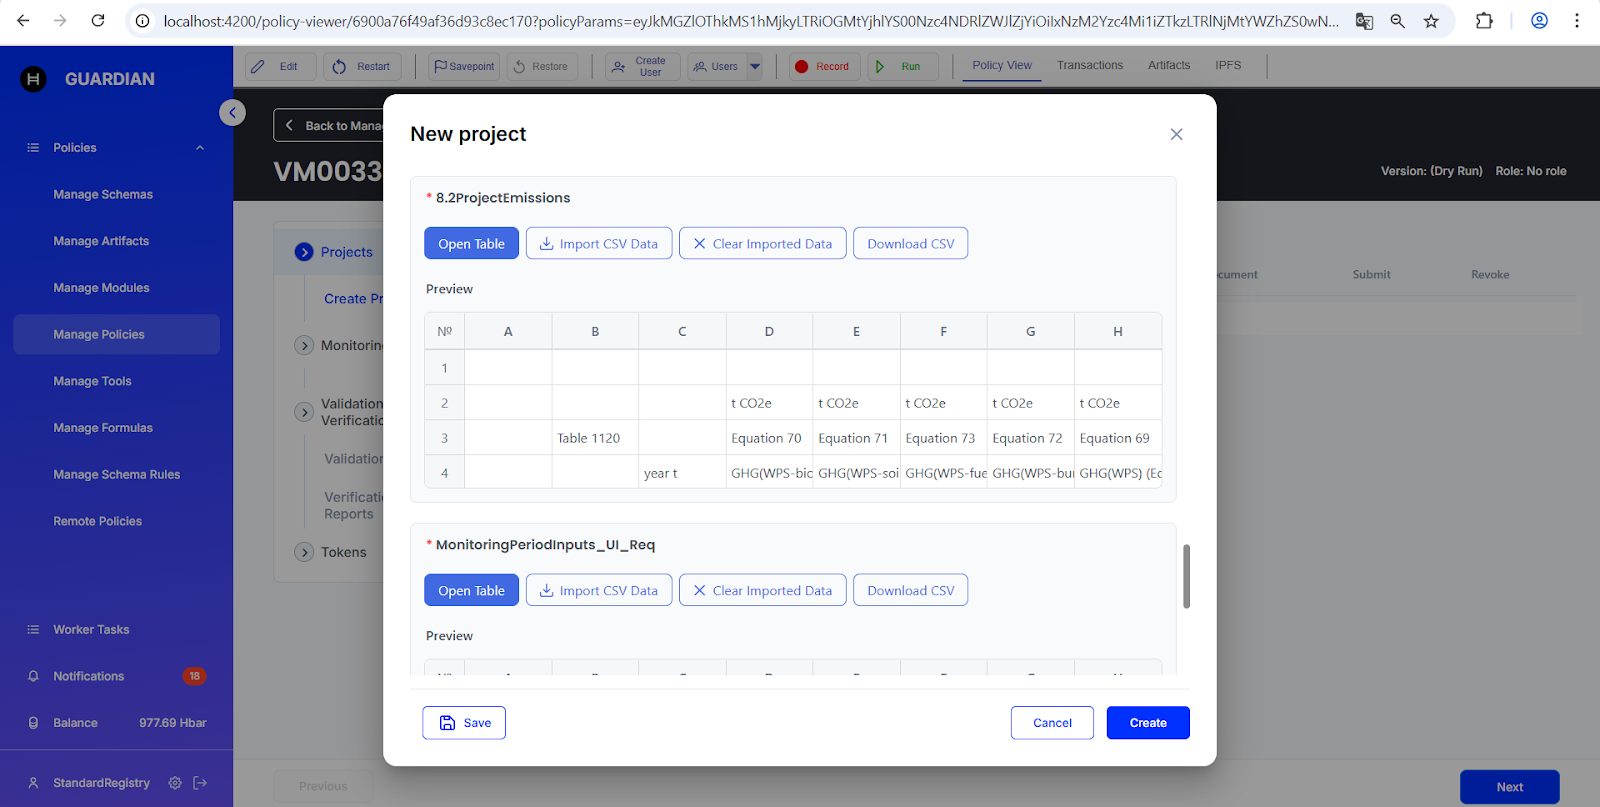 localhost:4200/policy-viewer/6900a76f49af36d93c8ec170?policyParams=eyJkMGZlOThkMS1hMjkyLTRiOGMtYjhlYS00Nzc4NDRlZWJlZjYiOilxNzM2Yzc4Mi1iZTkzLTRlNjMtYWZhZS0wN...
GUARDIAN
Policies
Manage Schemas
Manage Artifacts
Manage Modules
Manage Policies
Manage Tools
Manage Formulas
Manage Schema Rules
Remote Policies
Worker Tasks
Notifications 18
Balance 977.69 Hbar
StandardRegistry
Edit Restart Savepoint Restore Create User Users Record Run Policy View Transactions Artifacts IPFS
Back to Mana
VM0033
Version: (Dry Run) Role: No role
Projects
Create Pr
Monitoring
Validation
Verificatio
Validation
Verificati
Reports
Tokens
ocument Submit Revoke
New project
* 8.2ProjectEmissions
Open Table Import CSV Data Clear Imported Data Download CSV
Preview
№ A B C D E F G H
1
2 t CO2e t CO2e t CO2e t CO2e t CO2e
3 Table 1120 Equation 70 Equation 71 Equation 73 Equation 72 Equation 69
4 year t GHG(WPS-bio GHG(WPS-soi GHG(WPS-fue GHG(WPS-bu GHG(WPS) (Ec
* MonitoringPeriodInputs_UI_Req
Open Table Import CSV Data Clear Imported Data Download CSV
Preview
Save Cancel Create
Previous Next